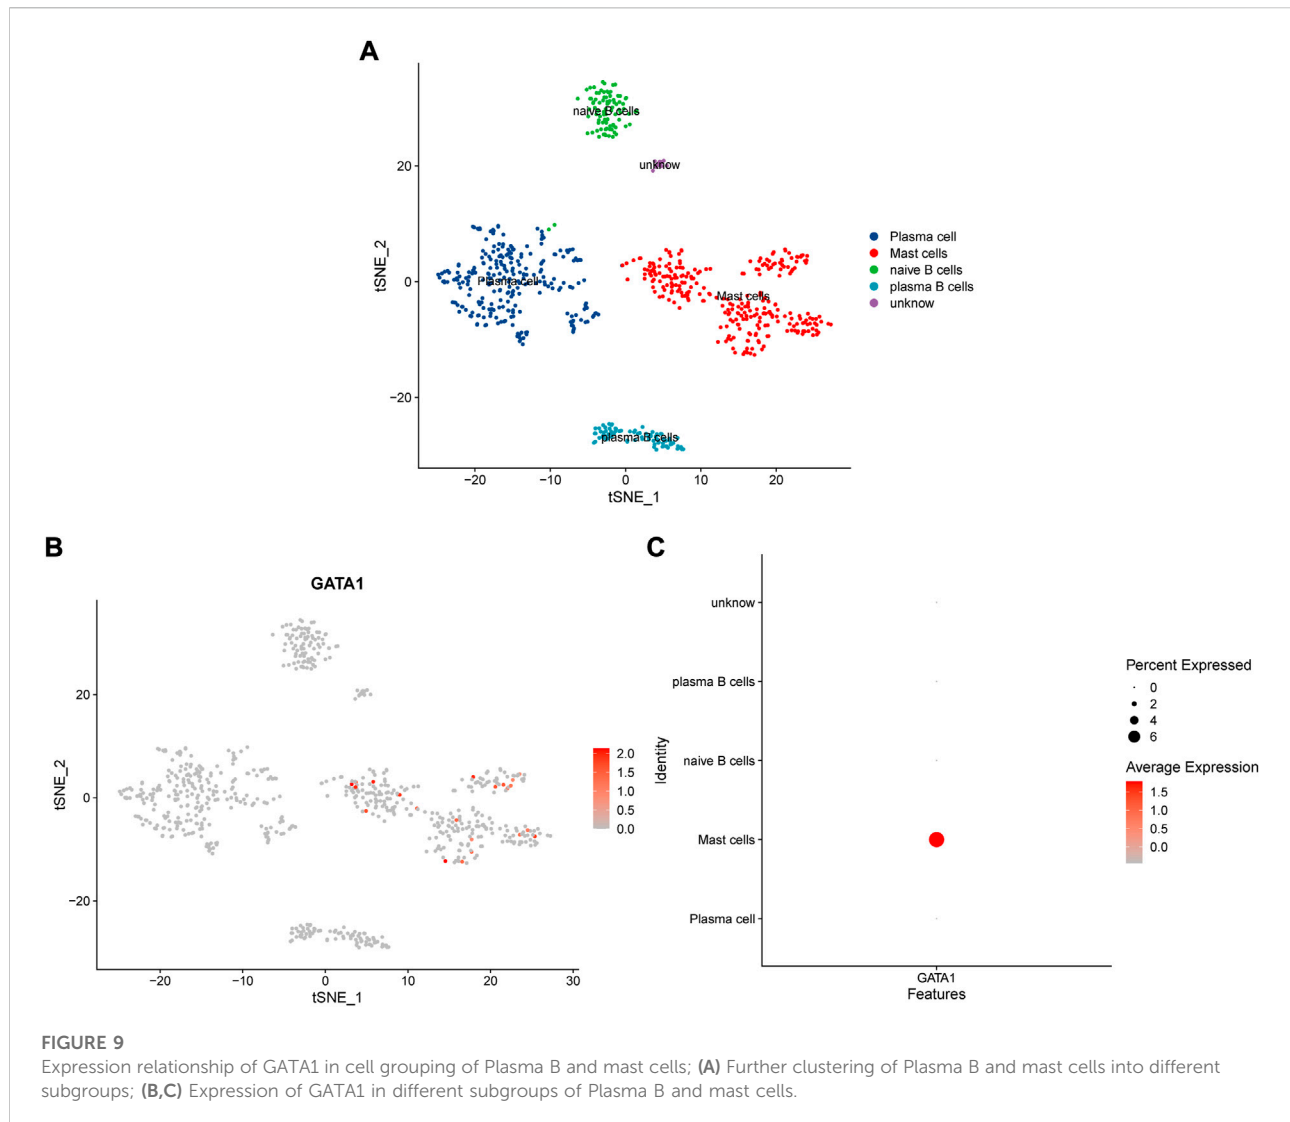 A
naive B cells
unknow
Plasma cell
Mast cells
plasma B cells
20
0
−20
tSNE_2
−20
−10
0
10
20
tSNE_1
Plasma cell
Mast cells
naive B cells
plasma B cells
unknow
B
GATA1
20
0
−20
tSNE_2
−20
−10
0
10
20
30
tSNE_1
2.0
1.5
1.0
0.5
0.0
C
Identity
unknow
plasma B cells
naive B cells
Mast cells
Plasma cell
GATA1
Features
Percent Expressed
0
2
4
6
Average Expression
1.5
1.0
0.5
0.0
FIGURE 9
Expression relationship of GATA1 in cell grouping of Plasma B and mast cells; (A) Further clustering of Plasma B and mast cells into different
subgroups; (B,C) Expression of GATA1 in different subgroups of Plasma B and mast cells.